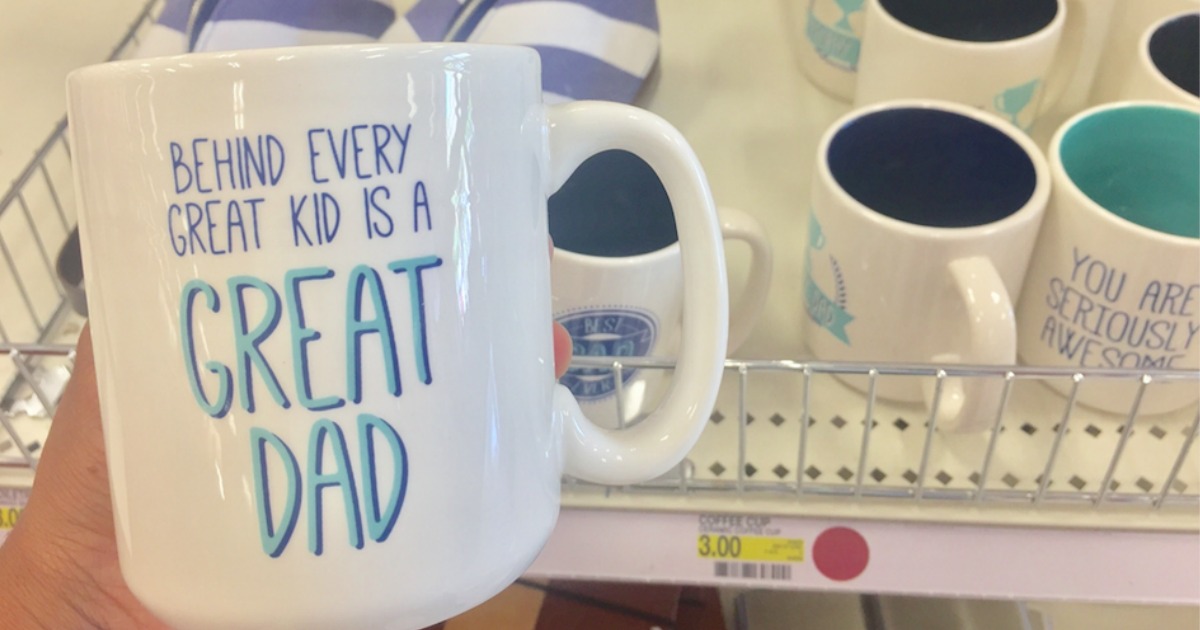 BEHIND EVERY
GREAT KID IS A
GREAT
DAD
YOU ARE
SERIOUSLY
AWESOME
COFFEE CUP
3.00